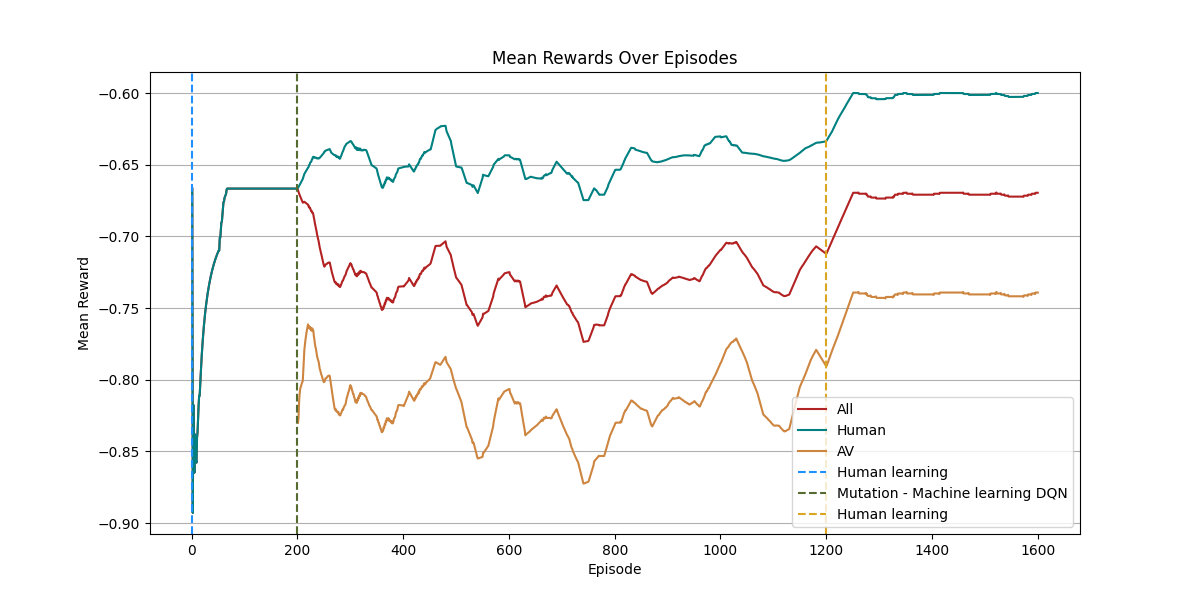 Mean Rewards Over Episodes
Mean Reward
−0.60
−0.65
−0.70
−0.75
−0.80
−0.85
−0.90
0
200
400
600
800
1000
1200
1400
1600
Episode
All
Human
AV
Human learning
Mutation - Machine learning DQN
Human learning